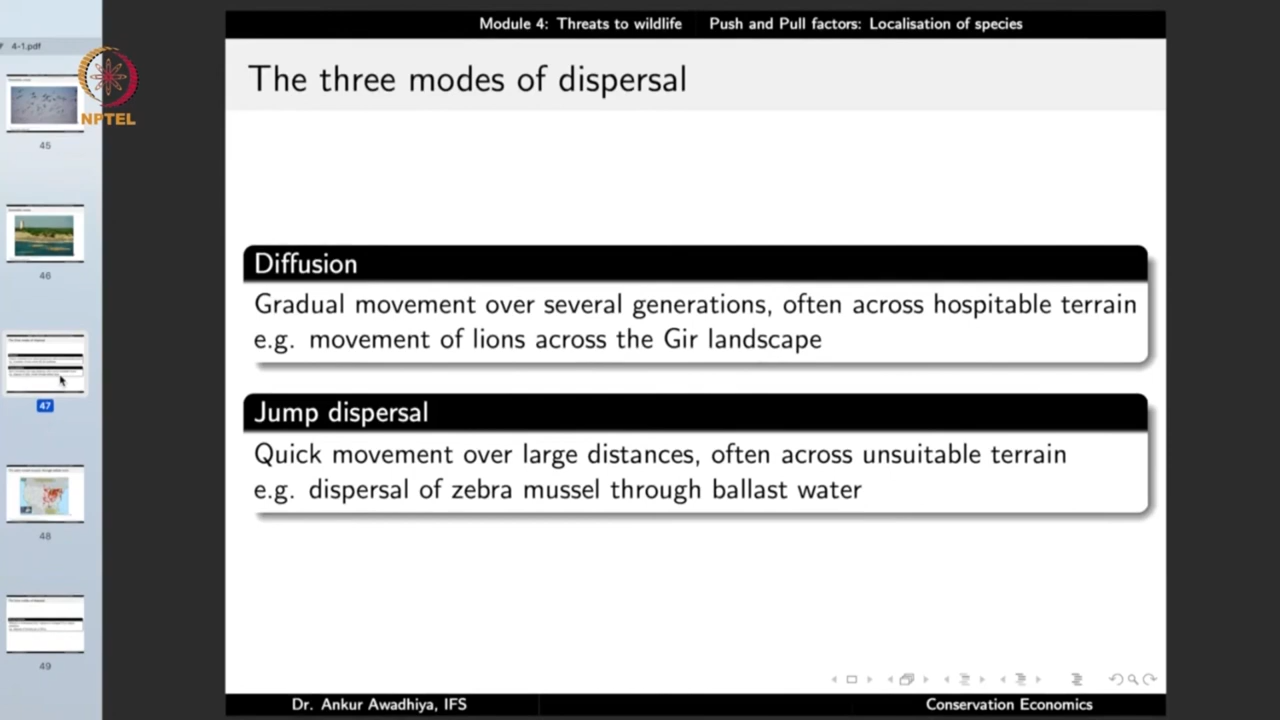 Module 4: Threats to wildlife Push and Pull factors: Localisation of species
4-1.pdf
NPTEL
45
46
47
48
49
The three modes of dispersal
Diffusion
Gradual movement over several generations, often across hospitable terrain
e.g. movement of lions across the Gir landscape
Jump dispersal
Quick movement over large distances, often across unsuitable terrain
e.g. dispersal of zebra mussel through ballast water
Dr. Ankur Awadhiya, IFS Conservation Economics